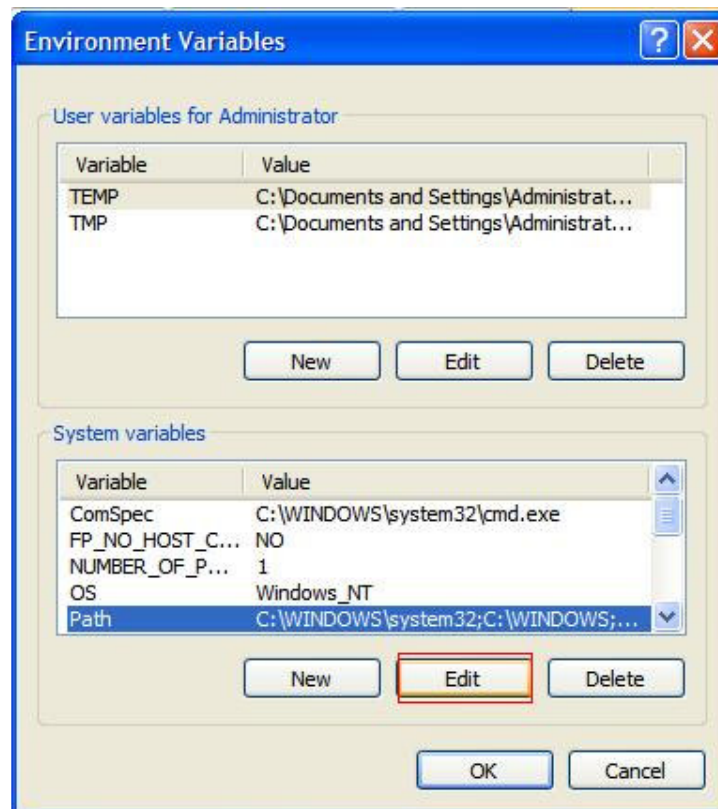 Environment Variables
User variables for Administrator
Variable Value
TEMP C:\Documents and Settings\Administrat...
TMP C:\Documents and Settings\Administrat...
New Edit Delete
System variables
Variable Value
ComSpec C:\WINDOWS\system32\cmd.exe
FP_NO_HOST_C... NO
NUMBER_OF_P... 1
OS Windows_NT
Path C:\WINDOWS\system32;C:\WINDOWS;...
New Edit Delete
OK Cancel